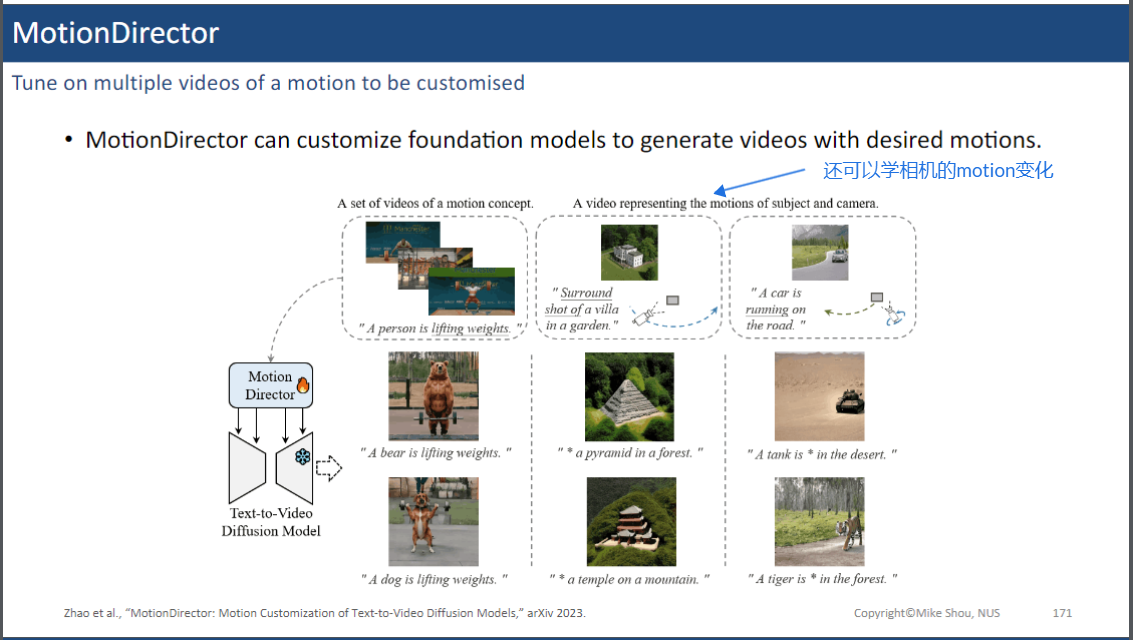 MotionDirector
Tune on multiple videos of a motion to be customised
• MotionDirector can customize foundation models to generate videos with desired motions.
还可以学相机的motion变化
A set of videos of a motion concept.
A video representing the motions of subject and camera.
" A person is lifting weights. "
" Surround
shot of a villa
in a garden."
" A car is
running on
the road. "
Motion
Director
" A bear is lifting weights. "
" * a pyramid in a forest. "
" A tank is * in the desert. "
Text-to-Video
Diffusion Model
" A dog is lifting weights. "
" * a temple on a mountain. "
" A tiger is * in the forest. "
Zhao et al., “MotionDirector: Motion Customization of Text-to-Video Diffusion Models,” arXiv 2023.
Copyright©Mike Shou, NUS
171